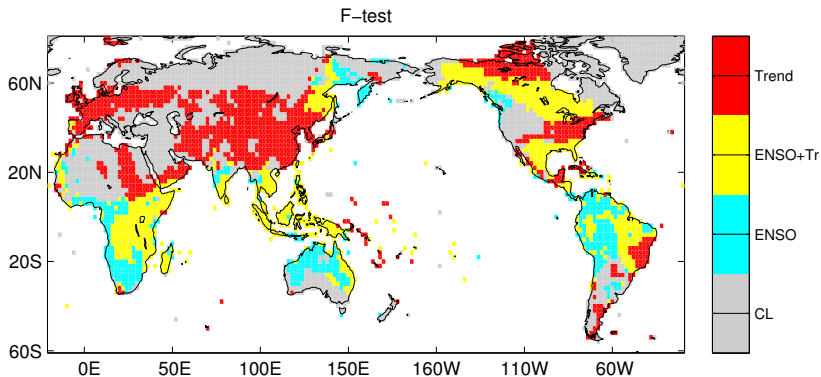 F-test
60N
20N
20S
60S
0E 50E 100E 150E 160W 110W 60W
Trend
ENSO+Tr
ENSO
CL